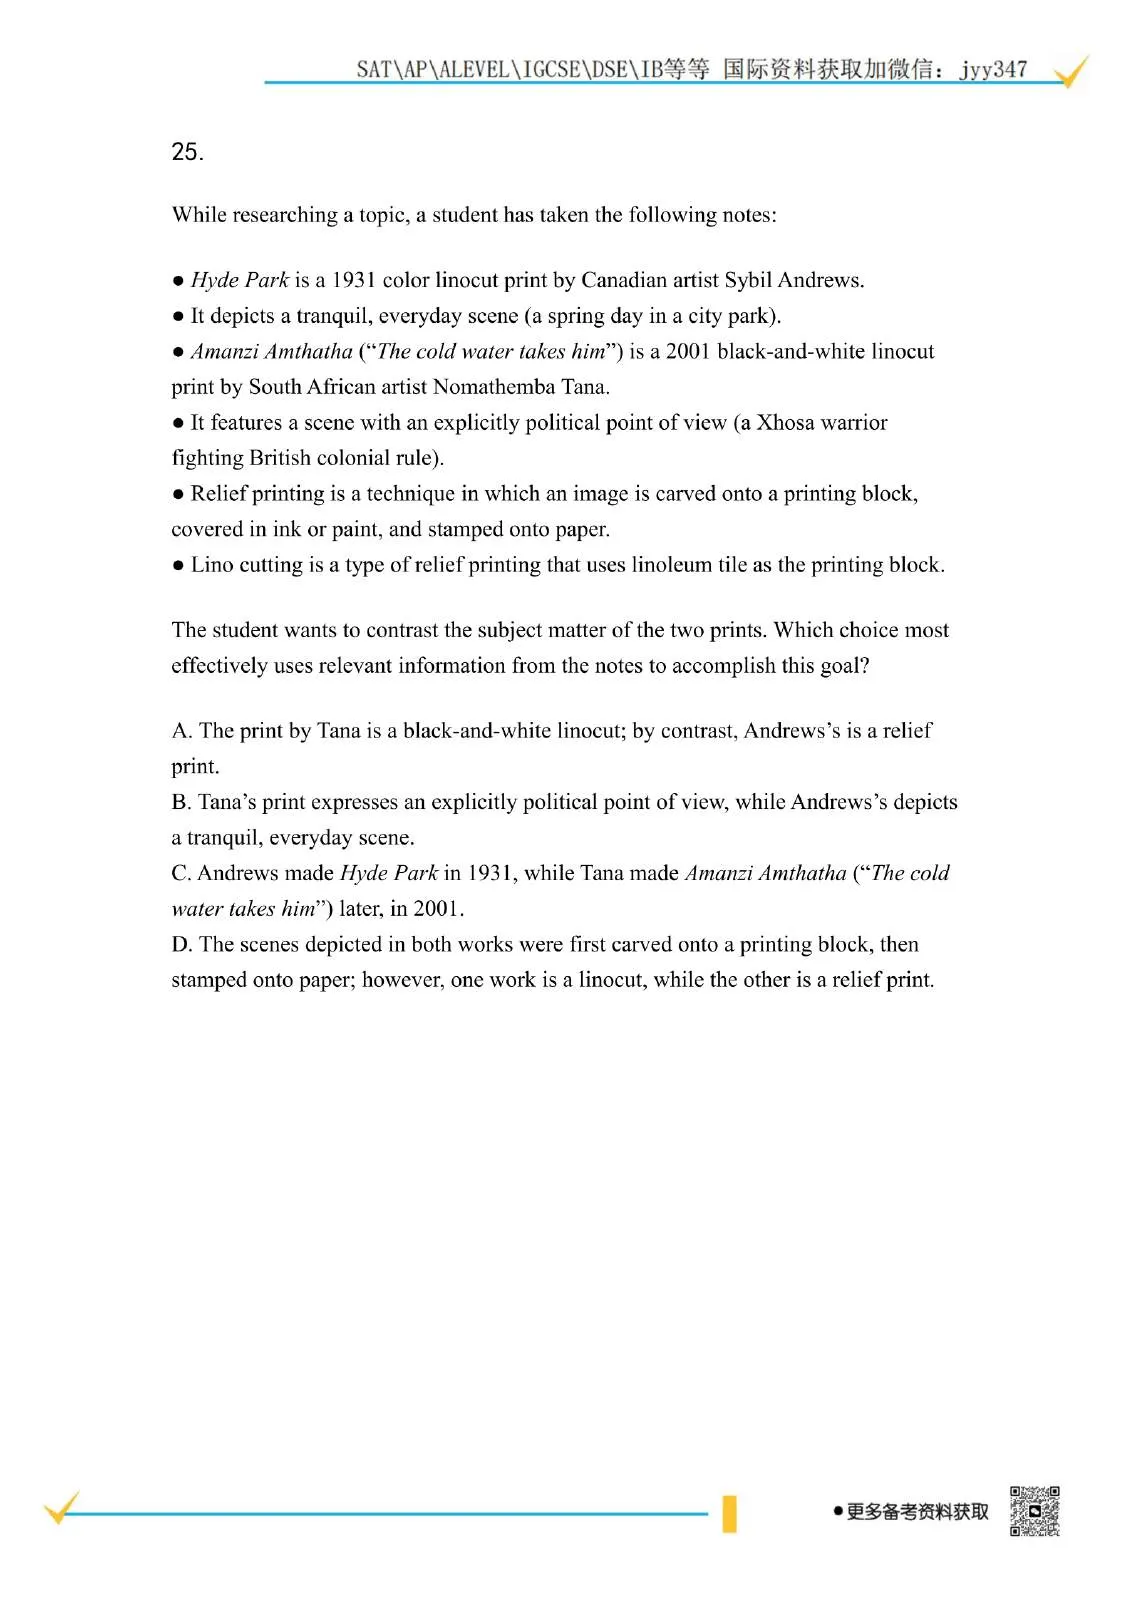 SAT\AP\ALEVEL\IGCSE\DSE\IB等等 国际资料获取加微信：jyy347
25.
While researching a topic, a student has taken the following notes:
● Hyde Park is a 1931 color linocut print by Canadian artist Sybil Andrews.
● It depicts a tranquil, everyday scene (a spring day in a city park).
● Amanzi Amthatha (“The cold water takes him”) is a 2001 black-and-white linocut
print by South African artist Nomathemba Tana.
● It features a scene with an explicitly political point of view (a Xhosa warrior
fighting British colonial rule).
● Relief printing is a technique in which an image is carved onto a printing block,
covered in ink or paint, and stamped onto paper.
● Lino cutting is a type of relief printing that uses linoleum tile as the printing block.
The student wants to contrast the subject matter of the two prints. Which choice most
effectively uses relevant information from the notes to accomplish this goal?
A. The print by Tana is a black-and-white linocut; by contrast, Andrews’s is a relief
print.
B. Tana’s print expresses an explicitly political point of view, while Andrews’s depicts
a tranquil, everyday scene.
C. Andrews made Hyde Park in 1931, while Tana made Amanzi Amthatha (“The cold
water takes him”) later, in 2001.
D. The scenes depicted in both works were first carved onto a printing block, then
stamped onto paper; however, one work is a linocut, while the other is a relief print.
●更多备考资料获取